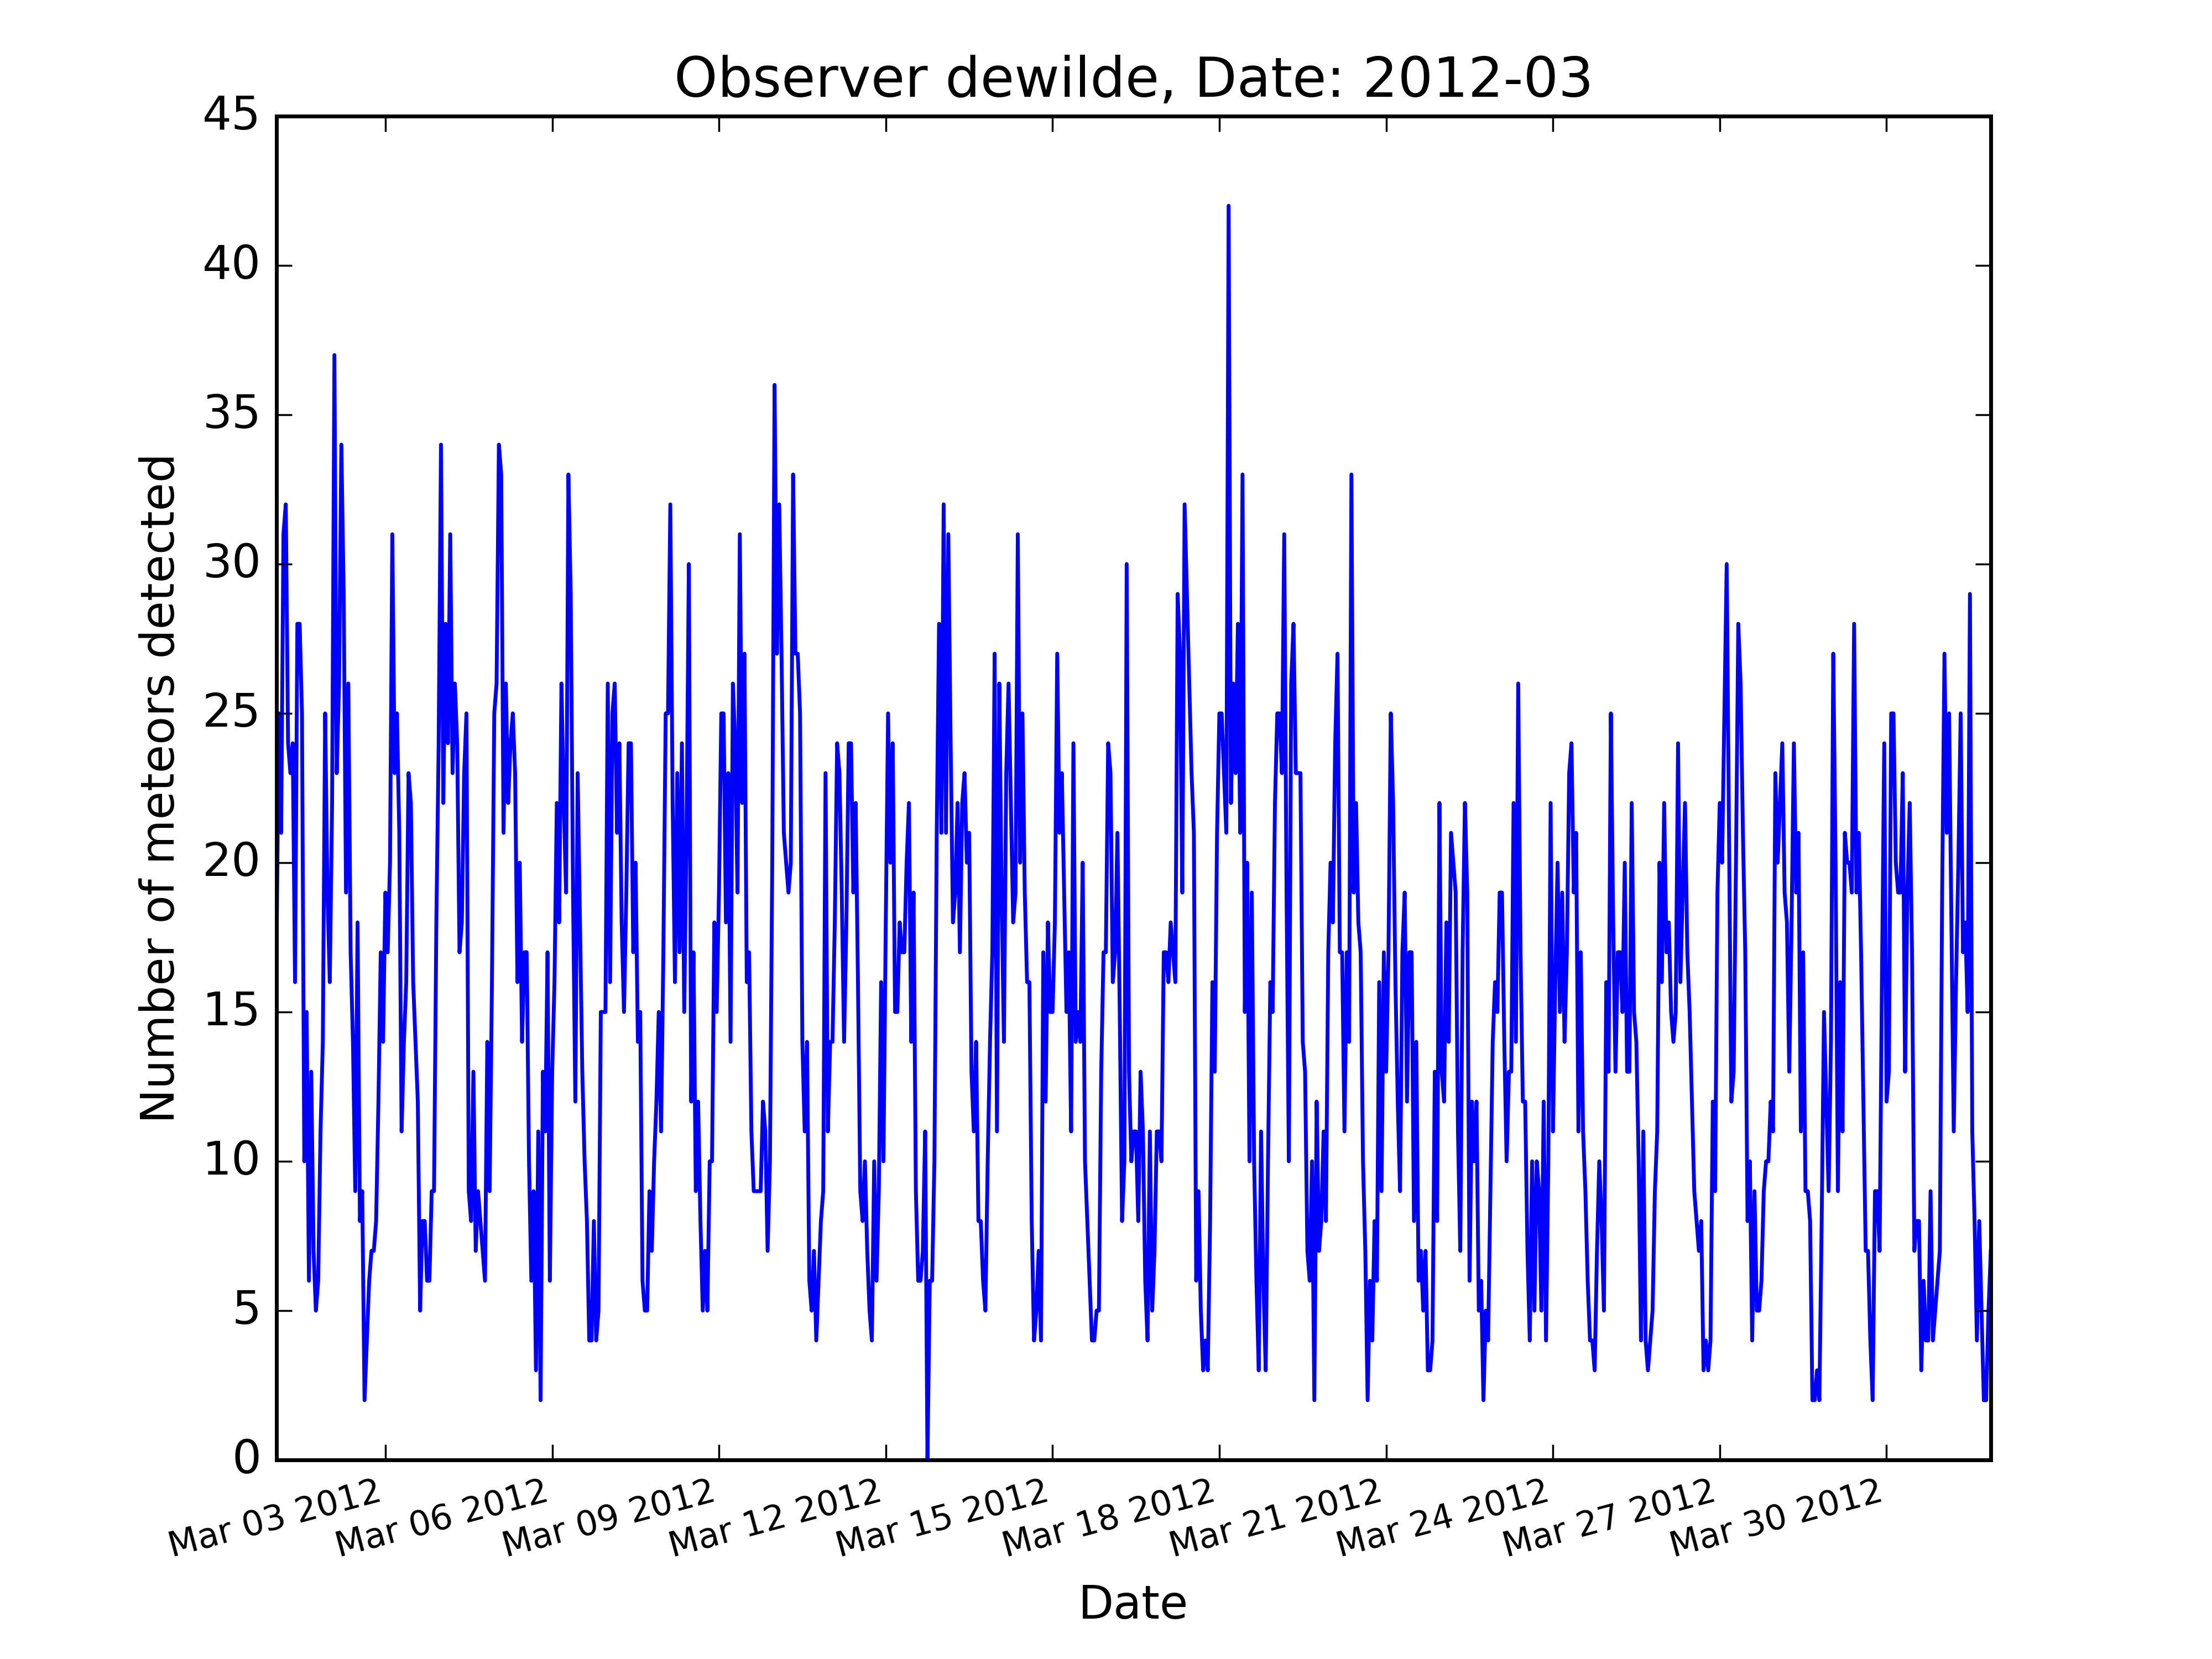 Observer dewilde, Date: 2012-03
45
40
35
30
25
20
15
10
5
0
Number of meteors detected
Mar 03 2012
Mar 06 2012
Mar 09 2012
Mar 12 2012
Mar 15 2012
Mar 18 2012
Mar 21 2012
Mar 24 2012
Mar 27 2012
Mar 30 2012
Date